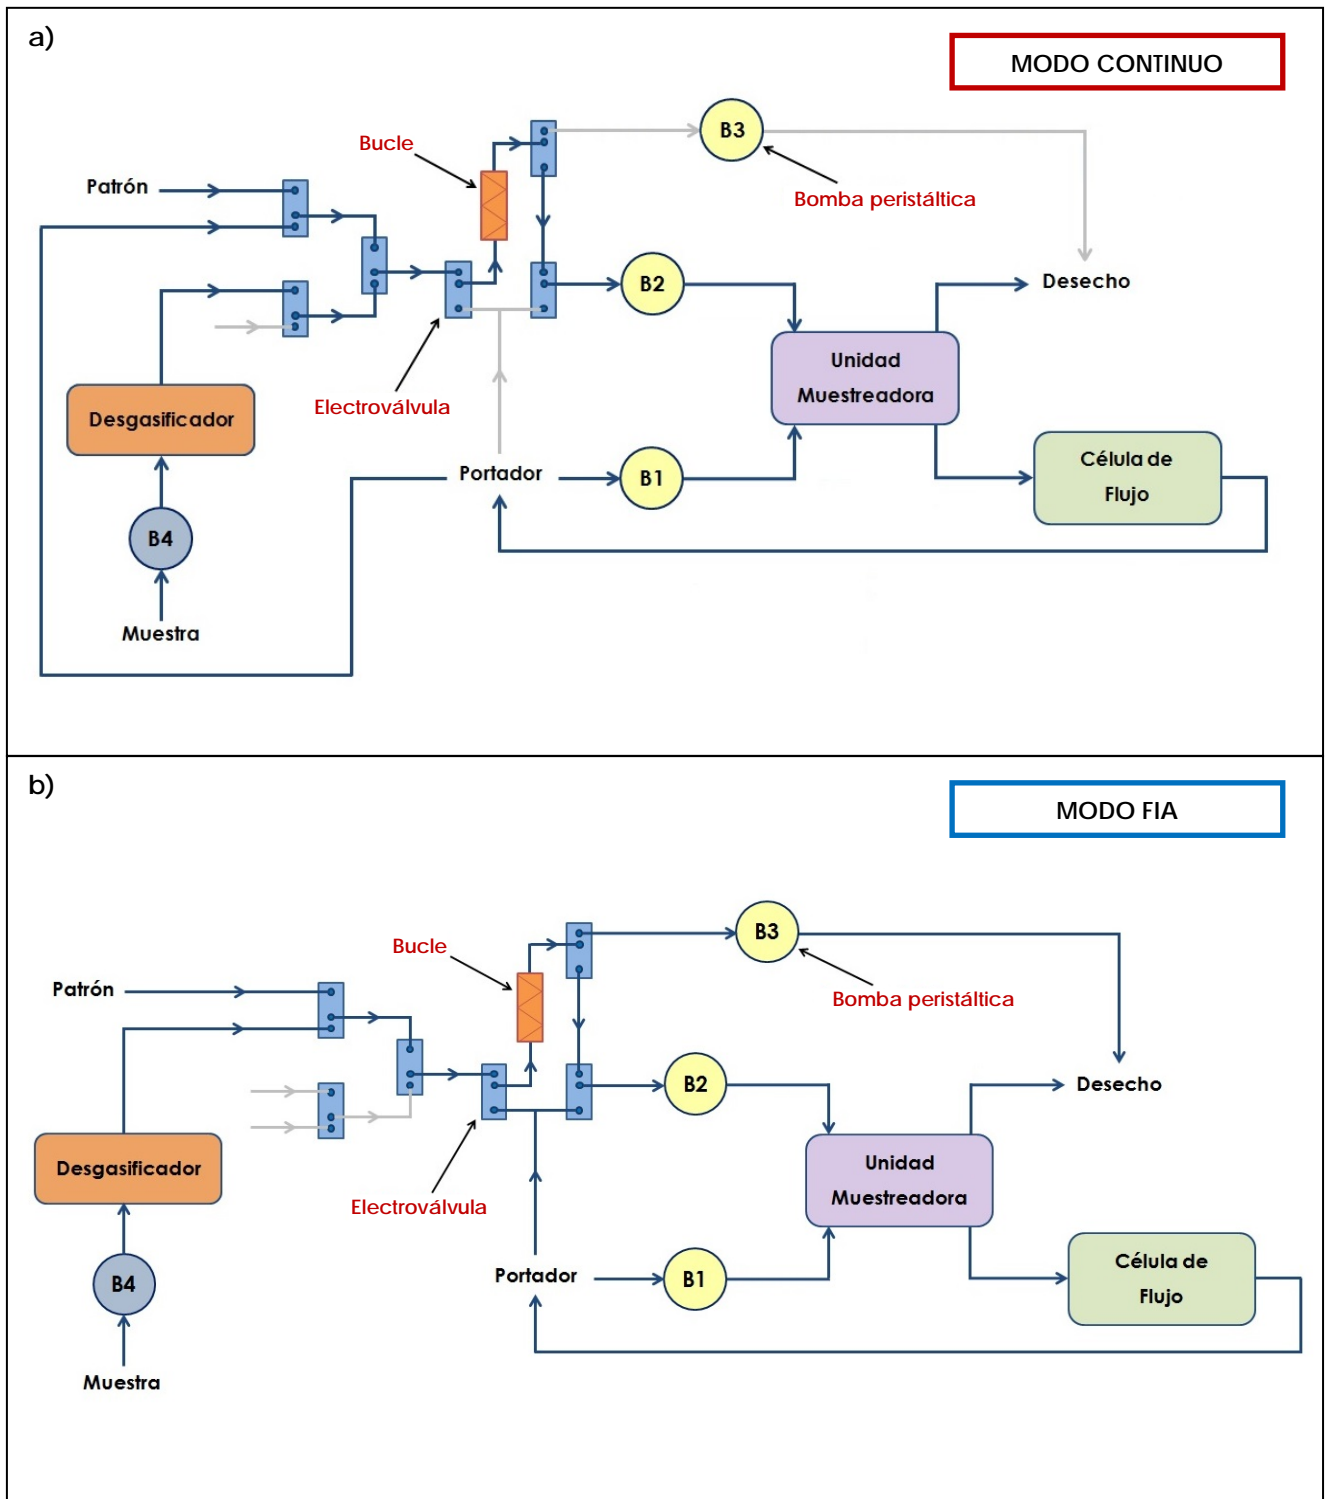 a)
MODO CONTINUO
B3
Bucle
Patrón
Bomba peristáltica
B2
Desecho
Unidad
Muestreadora
Electroválvula
Desgasificador
Portador
B1
Célula de
Flujo
B4
Muestra
b)
MODO FIA
B3
Bucle
Patrón
Bomba peristáltica
B2
Desecho
Unidad
Muestreadora
Desgasificador
Electroválvula
Portador
B1
Célula de
Flujo
B4
Muestra